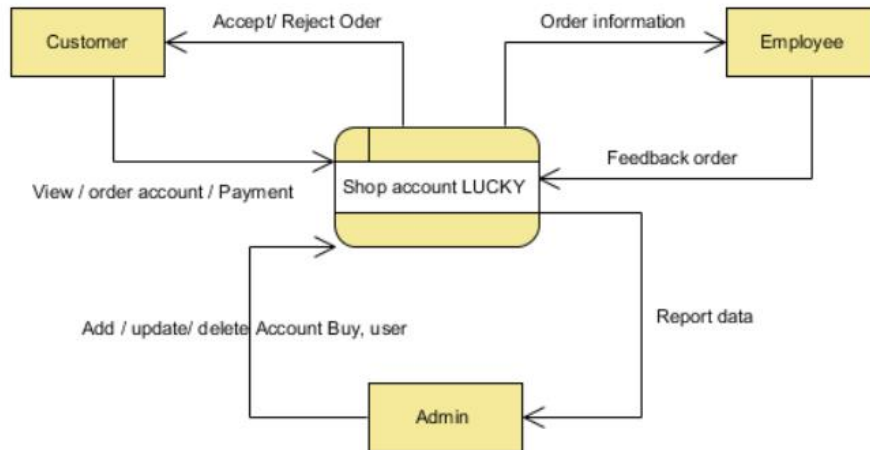 Accept/ Reject Oder
Order information
Customer
Employee
Feedback order
View / order account / Payment
Shop account LUCKY
Add / update/ delete Account Buy, user
Report data
Admin